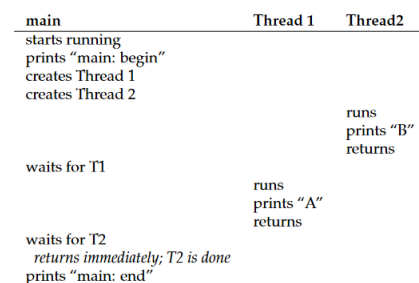 main Thread 1 Thread2
starts running
prints “main: begin”
creates Thread 1
creates Thread 2
runs
prints “B”
returns
waits for T1
runs
prints “A”
returns
waits for T2
returns immediately; T2 is done
prints “main: end”